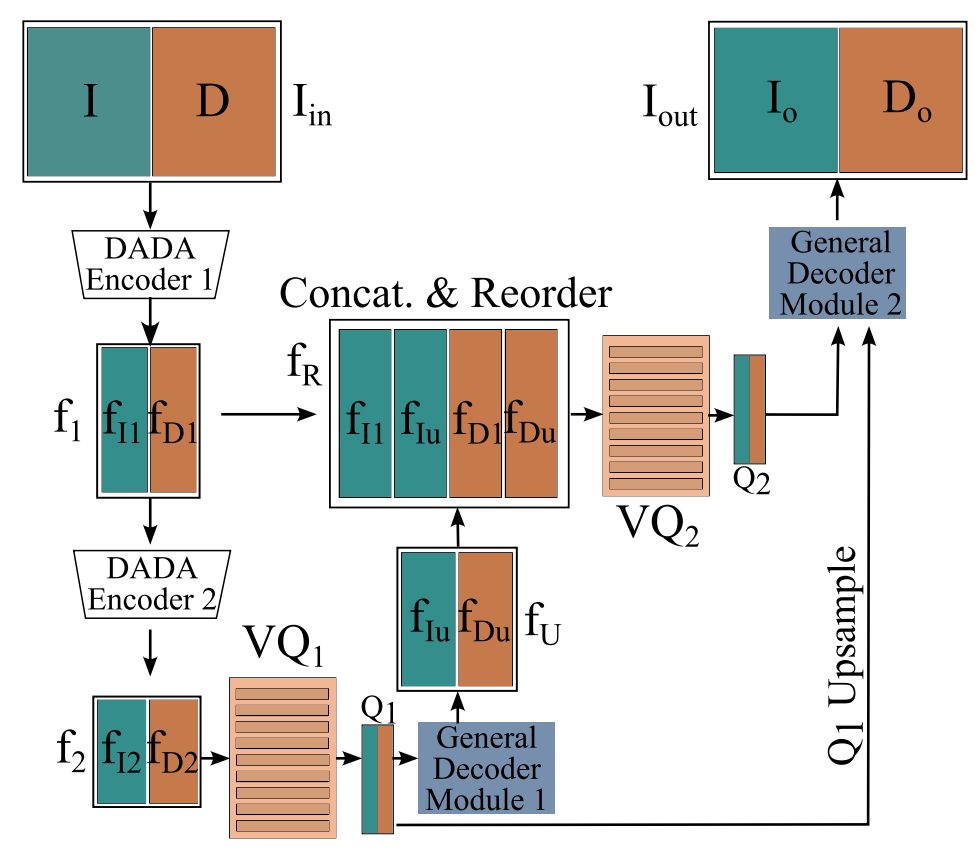 I D I_in
I_out I_o D_o
DADA
Encoder 1
General
Decoder
Module 2
Concat. & Reorder
f_R
f_1 f_I1 f_D1
f_I1 f_Iu f_D1 f_Du
Q_2
VQ_2
DADA
Encoder 2
f_Iu f_Du f_U
VQ_1
Q1 Upsample
Q_1
f_2 f_I2 f_D2
General
Decoder
Module 1